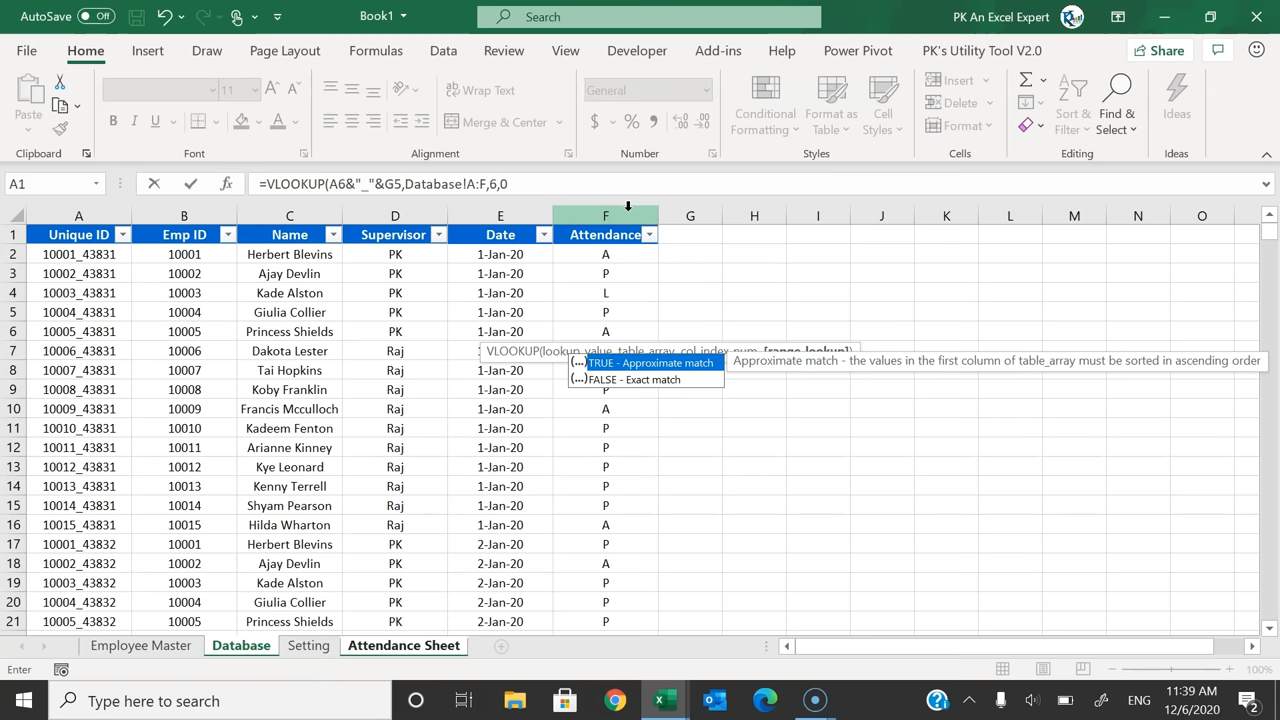 AutoSave Off Book1 Search PK An Excel Expert
File Home Insert Draw Page Layout Formulas Data Review View Developer Add-ins Help Power Pivot PK's Utility Tool V2.0 Share
Paste 11 Wrap Text General Conditional Formatting Format as Table Cell Styles Insert Sort & Filter Find & Select Ideas
B I U Merge & Center $ % Delete
Format
Clipboard Font Alignment Number Styles Cells Editing Ideas
A1 fx =VLOOKUP(A6&"_"&G5,Database!A:F,6,0
A B C D E F G H I J K L M N O
1 Unique ID Emp ID Name Supervisor Date Attendance
2 10001_43831 10001 Herbert Blevins PK 1-Jan-20 A
3 10002_43831 10002 Ajay Devlin PK 1-Jan-20 P
4 10003_43831 10003 Kade Alston PK 1-Jan-20 L
5 10004_43831 10004 Giulia Collier PK 1-Jan-20 P
6 10005_43831 10005 Princess Shields PK 1-Jan-20 A
7 10006_43831 10006 Dakota Lester Raj VLOOKUP(lookup_value, table_array, col_index_num, [range_lookup])
(...) TRUE - Approximate match Approximate match - the values in the first column of table_array must be sorted in ascending order
8 10007_43831 10007 Tai Hopkins Raj
(...) FALSE - Exact match
9 10008_43831 10008 Koby Franklin Raj 1-Jan-20 P
10 10009_43831 10009 Francis Mcculloch Raj 1-Jan-20 A
11 10010_43831 10010 Kadeem Fenton Raj 1-Jan-20 P
12 10011_43831 10011 Arianne Kinney Raj 1-Jan-20 P
13 10012_43831 10012 Kye Leonard Raj 1-Jan-20 P
14 10013_43831 10013 Kenny Terrell Raj 1-Jan-20 P
15 10014_43831 10014 Shyam Pearson Raj 1-Jan-20 P
16 10015_43831 10015 Hilda Wharton Raj 1-Jan-20 A
17 10001_43832 10001 Herbert Blevins PK 2-Jan-20 P
18 10002_43832 10002 Ajay Devlin PK 2-Jan-20 A
19 10003_43832 10003 Kade Alston PK 2-Jan-20 P
20 10004_43832 10004 Giulia Collier PK 2-Jan-20 P
21 10005_43832 10005 Princess Shields PK 2-Jan-20 P
Employee Master Database Setting Attendance Sheet
Enter 100%
Type here to search ENG 11:39 AM
12/6/2020 2